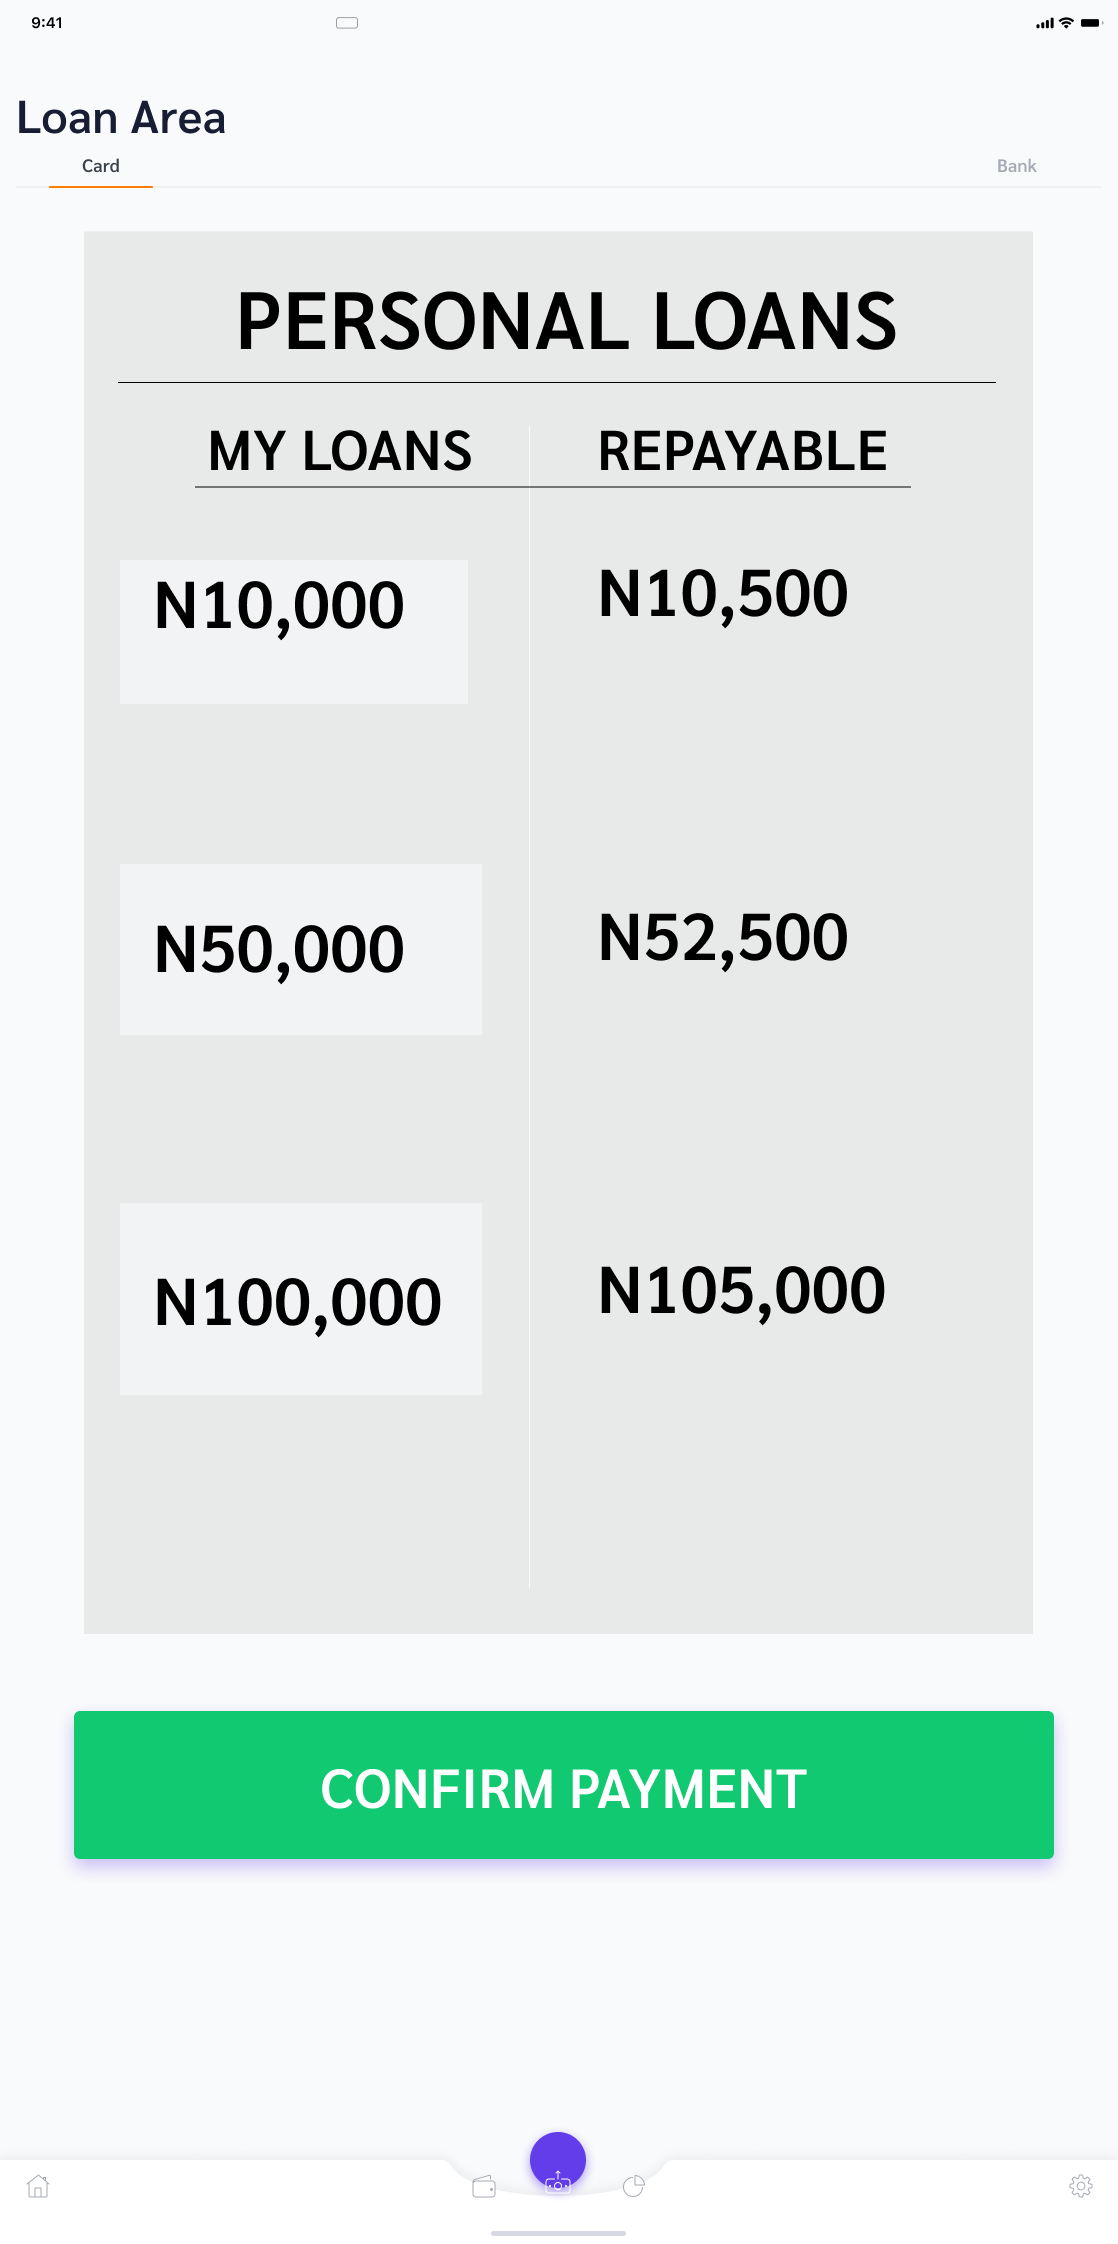 9:41
Loan Area
Card Bank
PERSONAL LOANS
MY LOANS REPAYABLE
N10,000 N10,500
N50,000 N52,500
N100,000 N105,000
CONFIRM PAYMENT